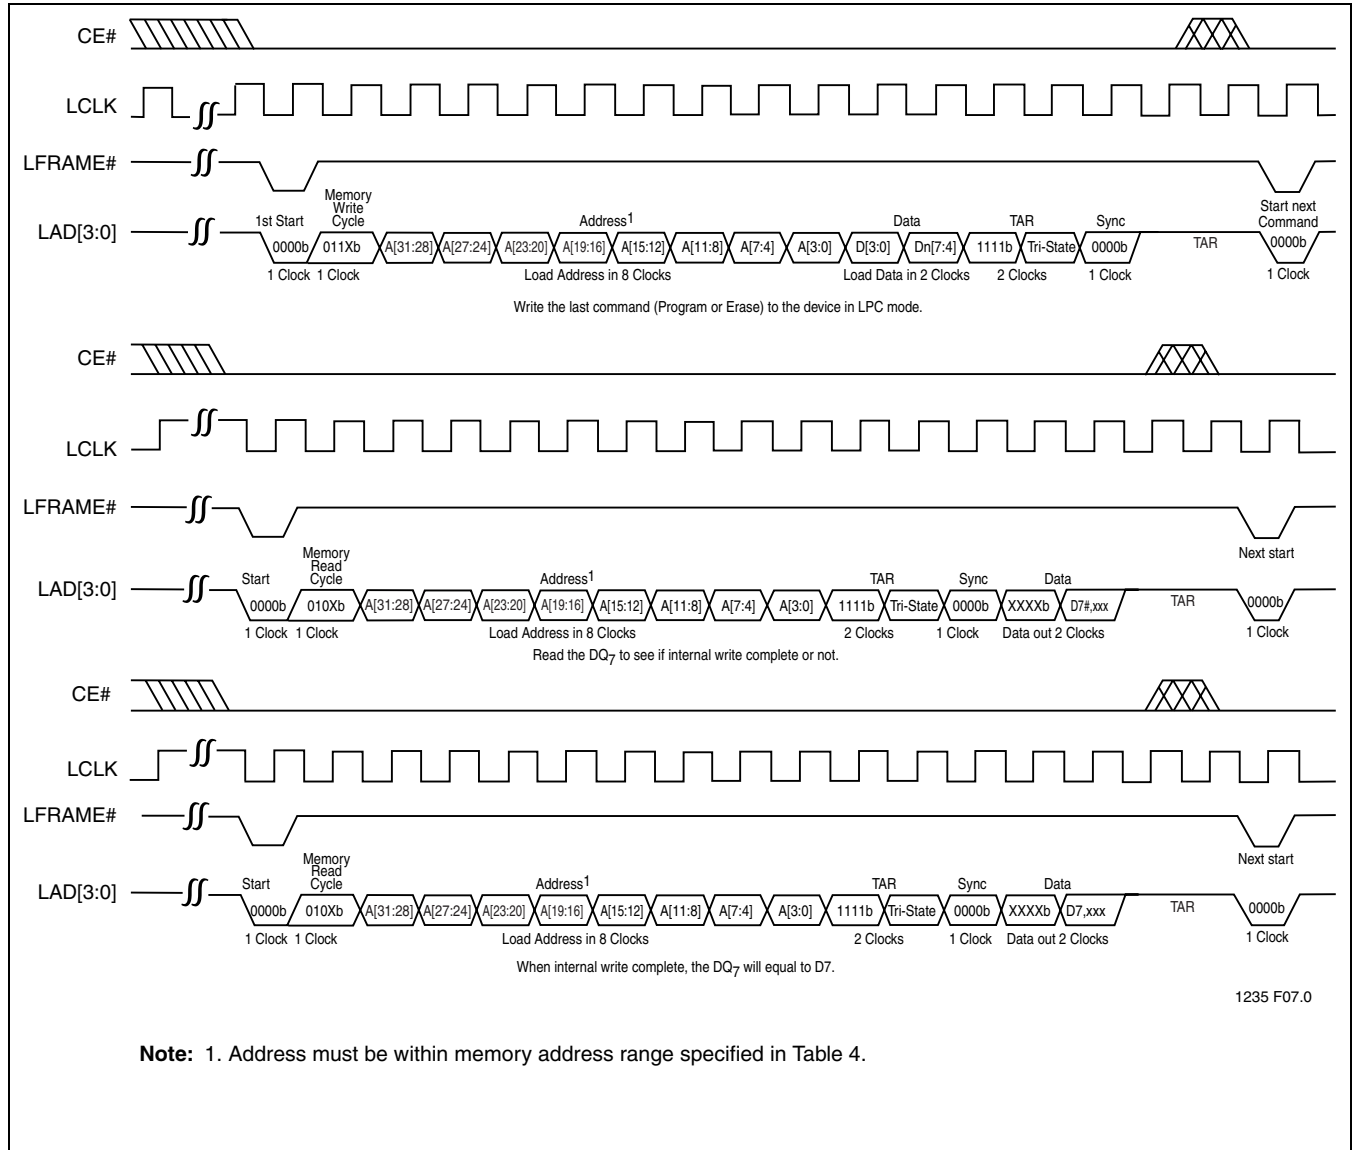 CE#
LCLK
LFRAME#
LAD[3:0]
1st Start
Memory
Write
Cycle
Address1
Data
TAR
Sync
Start next
Command
0000b 011Xb A[31:28] A[27:24] A[23:20] A[19:16] A[15:12] A[11:8] A[7:4] A[3:0] D[3:0] Dn[7:4] 1111b Tri-State 0000b TAR 0000b
1 Clock 1 Clock Load Address in 8 Clocks Load Data in 2 Clocks 2 Clocks 1 Clock 1 Clock
Write the last command (Program or Erase) to the device in LPC mode.
CE#
LCLK
LFRAME#
Next start
LAD[3:0]
Start
Memory
Read
Cycle
Address1
TAR
Sync
Data
0000b 010Xb A[31:28] A[27:24] A[23:20] A[19:16] A[15:12] A[11:8] A[7:4] A[3:0] 1111b Tri-State 0000b XXXXb D7#,xxx TAR 0000b
1 Clock 1 Clock Load Address in 8 Clocks 2 Clocks 1 Clock Data out 2 Clocks 1 Clock
Read the DQ7 to see if internal write complete or not.
CE#
LCLK
LFRAME#
Next start
LAD[3:0]
Start
Memory
Read
Cycle
Address1
TAR
Sync
Data
0000b 010Xb A[31:28] A[27:24] A[23:20] A[19:16] A[15:12] A[11:8] A[7:4] A[3:0] 1111b Tri-State 0000b XXXXb D7,xxx TAR 0000b
1 Clock 1 Clock Load Address in 8 Clocks 2 Clocks 1 Clock Data out 2 Clocks 1 Clock
When internal write complete, the DQ7 will equal to D7.
1235 F07.0
Note: 1. Address must be within memory address range specified in Table 4.